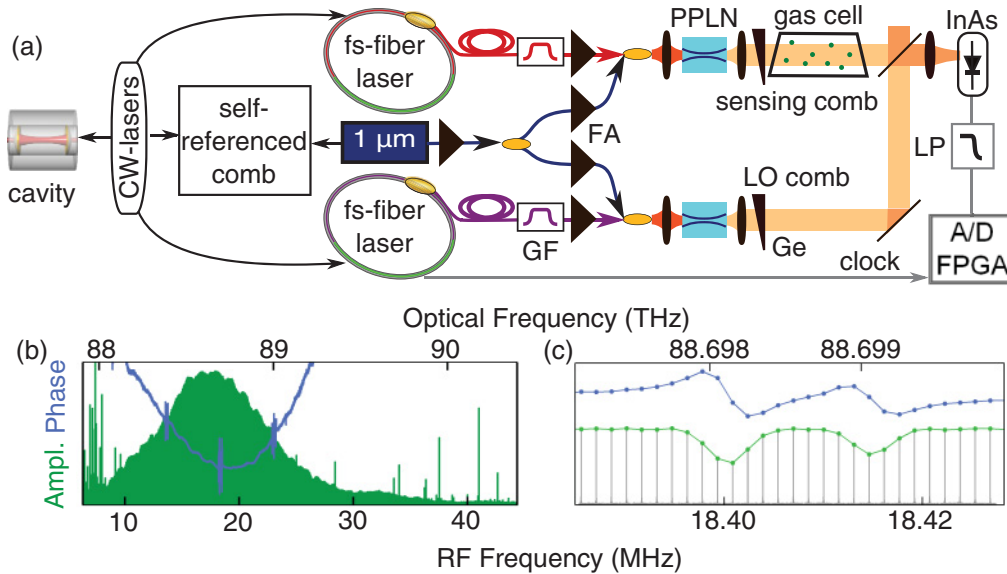 (a)
cavity
CW-lasers
self-
referenced
comb
1 μm
fs-fiber
laser
fs-fiber
laser
GF
FA
PPLN
gas cell
sensing comb
LO comb
Ge
clock
InAs
LP
A/D
FPGA
Optical Frequency (THz)
(b)
88
89
90
Ampl. Phase
10
20
30
40
(c)
88.698
88.699
18.40
18.42
RF Frequency
(MHz)